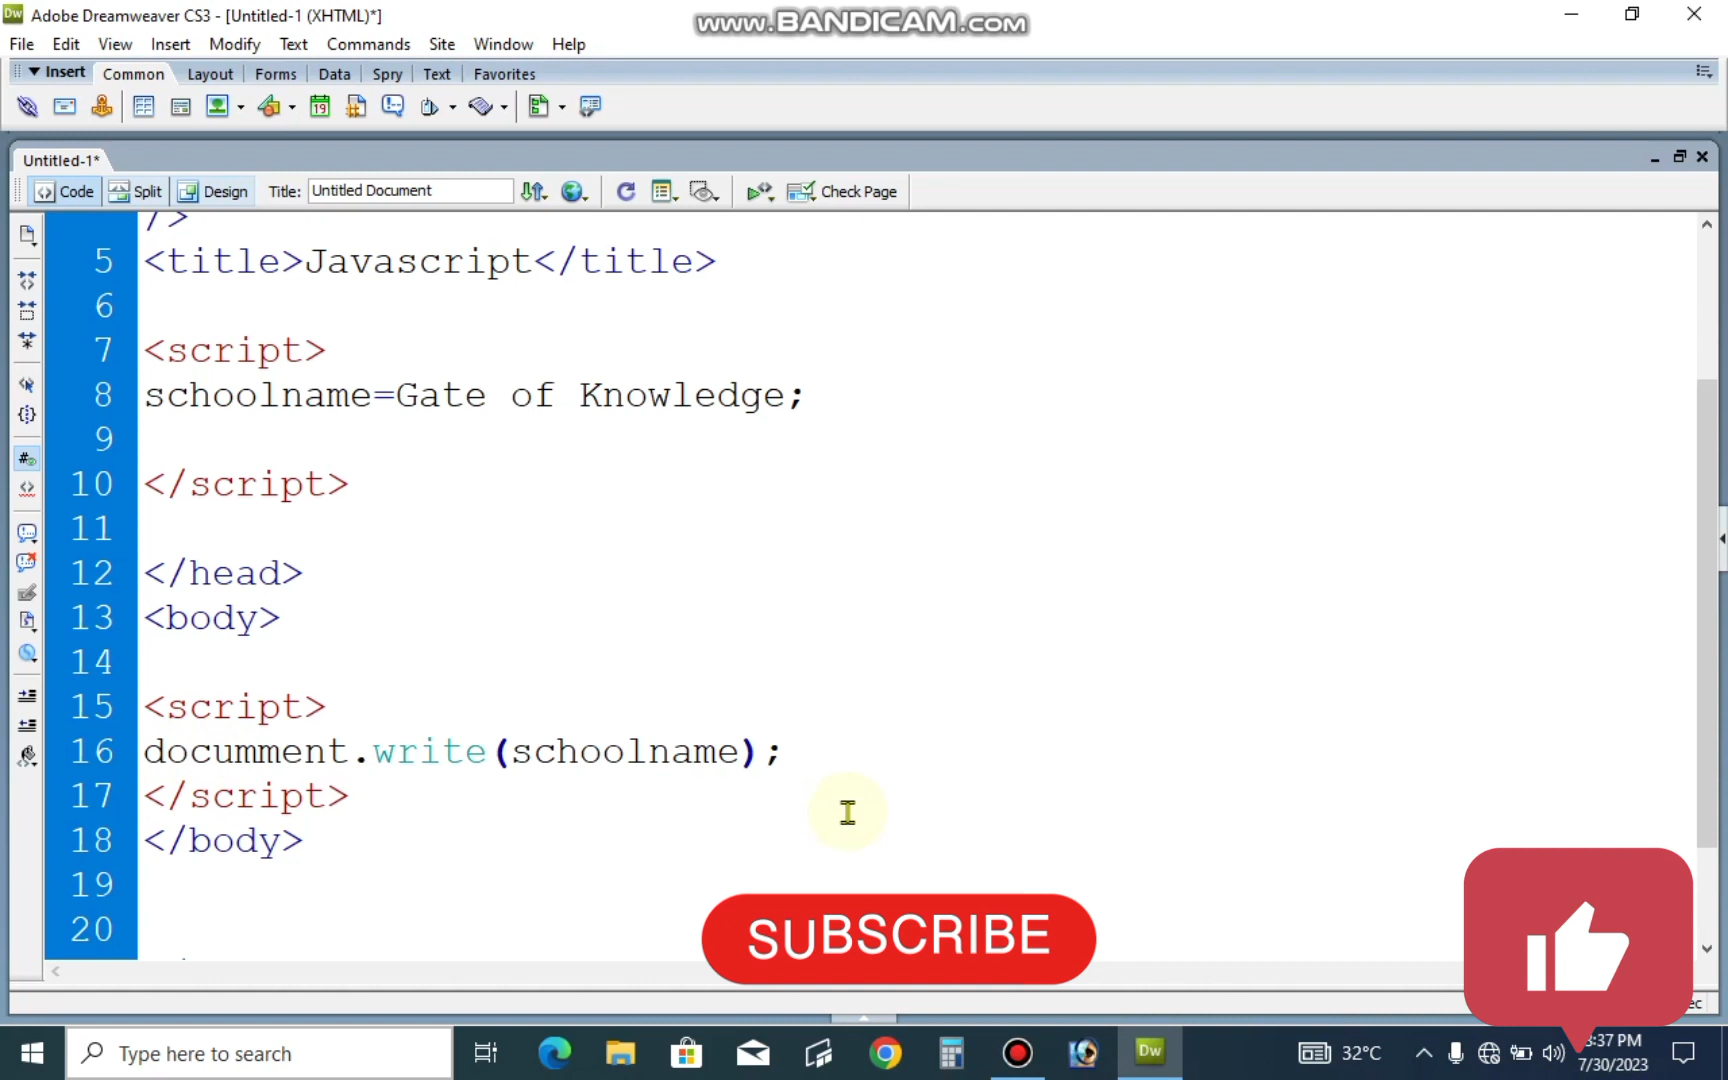 Dw Adobe Dreamweaver CS3 - [Untitled-1 (XHTML)*]
www.BANDICAM.com
File Edit View Insert Modify Text Commands Site Window Help
▼ Insert Common Layout Forms Data Spry Text Favorites
19
Untitled-1*
Code Split Design Title: Untitled Document Check Page
/>
5 <title>Javascript</title>
6
7 <script>
8 schoolname=Gate of Knowledge;
9
10 </script>
11
12 </head>
13 <body>
14
15 <script>
16 documment.write(schoolname);
17 </script>
18 </body>
19
20
SUBSCRIBE
Type here to search
Dw
32°C
:37 PM
7/30/2023